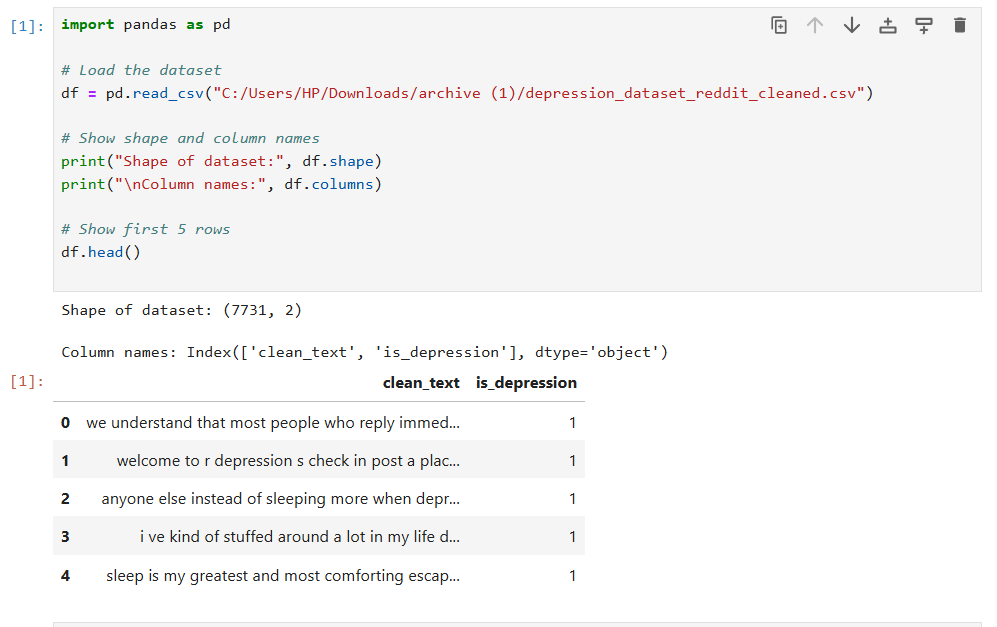 [1]: import pandas as pd
# Load the dataset
df = pd.read_csv("C:/Users/HP/Downloads/archive (1)/depression_dataset_reddit_cleaned.csv")
# Show shape and column names
print("Shape of dataset:", df.shape)
print("\nColumn names:", df.columns)
# Show first 5 rows
df.head()
Shape of dataset: (7731, 2)
Column names: Index(['clean_text', 'is_depression'], dtype='object')
[1]: clean_text is_depression
0 we understand that most people who reply immed... 1
1 welcome to r depression s check in post a plac... 1
2 anyone else instead of sleeping more when depr... 1
3 i ve kind of stuffed around a lot in my life d... 1
4 sleep is my greatest and most comforting escap... 1